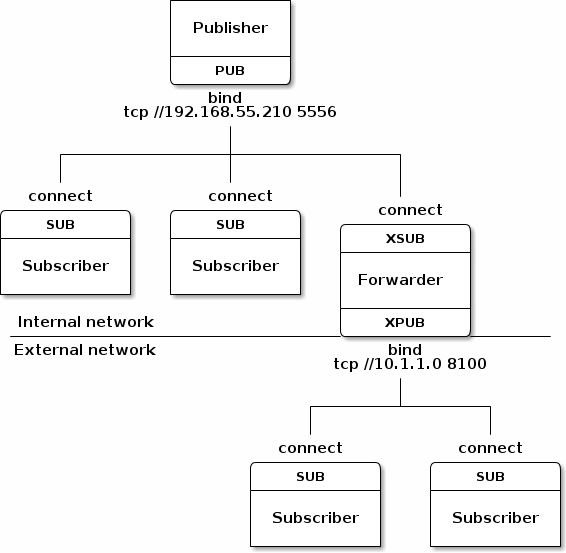 Publisher
PUB
bind
tcp //192.168.55.210 5556
connect
connect
connect
SUB
SUB
XSUB
Subscriber
Subscriber
Forwarder
Internal network
XPUB
External network
bind
tcp //10.1.1.0 8100
connect
connect
SUB
SUB
Subscriber
Subscriber